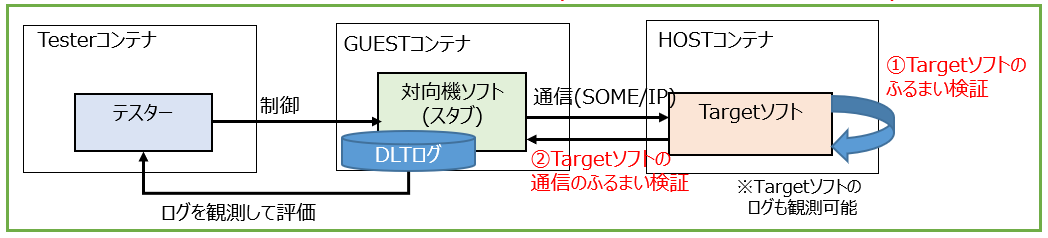 Testerコンテナ
GUESTコンテナ
HOSTコンテナ
①Targetソフトの
ふるまい検証
テスター
制御
対向機ソフト
(スタブ)
通信(SOME/IP)
Targetソフト
DLTログ
②Targetソフトの
通信のふるまい検証
ログを観測して評価
※Targetソフトの
ログも観測可能